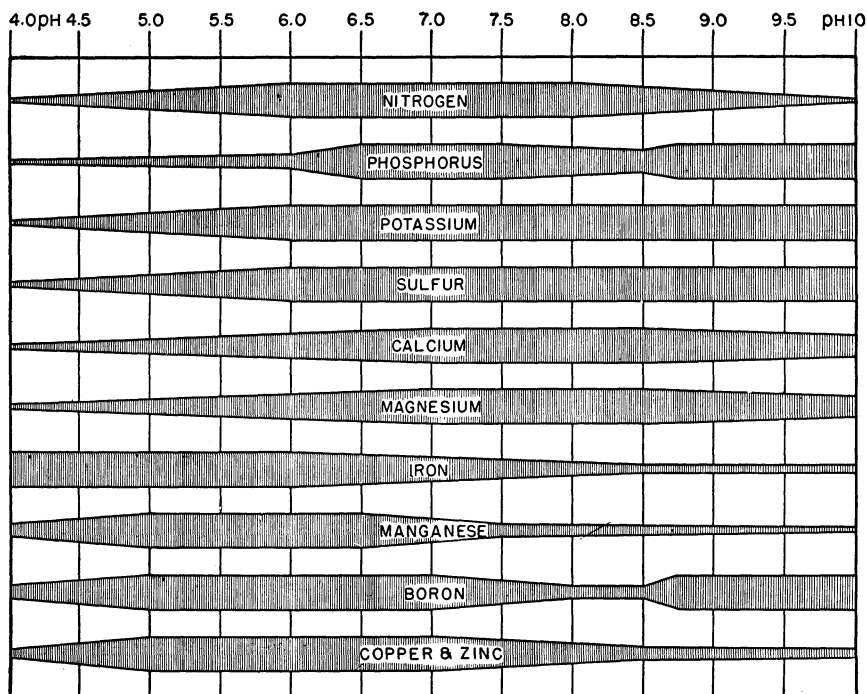 4.0PH 4.5 5.0 5.5 6.0 6.5 7.0 7.5 8.0 8.5 9.0 9.5 PH10
NITROGEN
PHOSPHORUS
POTASSIUM
SULFUR
CALCIUM
MAGNESIUM
IRON
MANGANESE
BORON
COPPER & ZINC